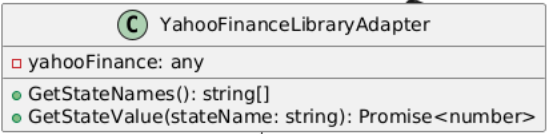 C YahooFinanceLibraryAdapter
yahooFinance: any
GetStateNames(): string[]
GetStateValue(stateName: string): Promise<number>